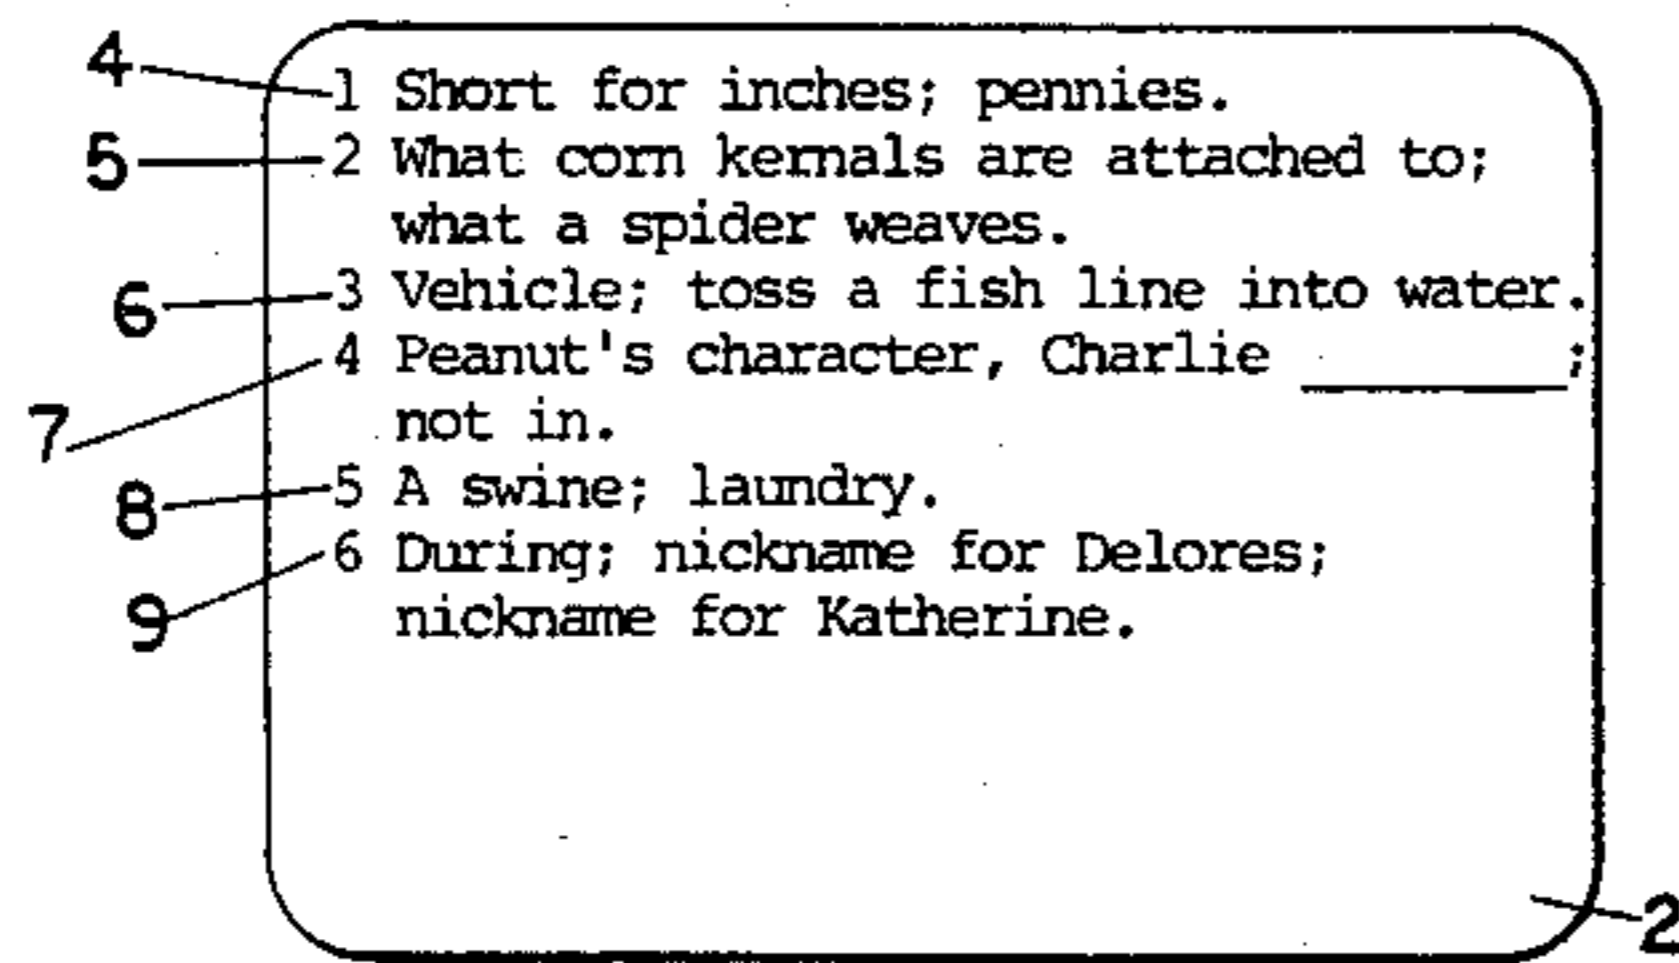 4 1 Short for inches; pennies.
5 2 What corn kernals are attached to;
what a spider weaves.
6 3 Vehicle; toss a fish line into water.
7 4 Peanut's character, Charlie ________;
not in.
8 5 A swine; laundry.
9 6 During; nickname for Delores;
nickname for Katherine.
2